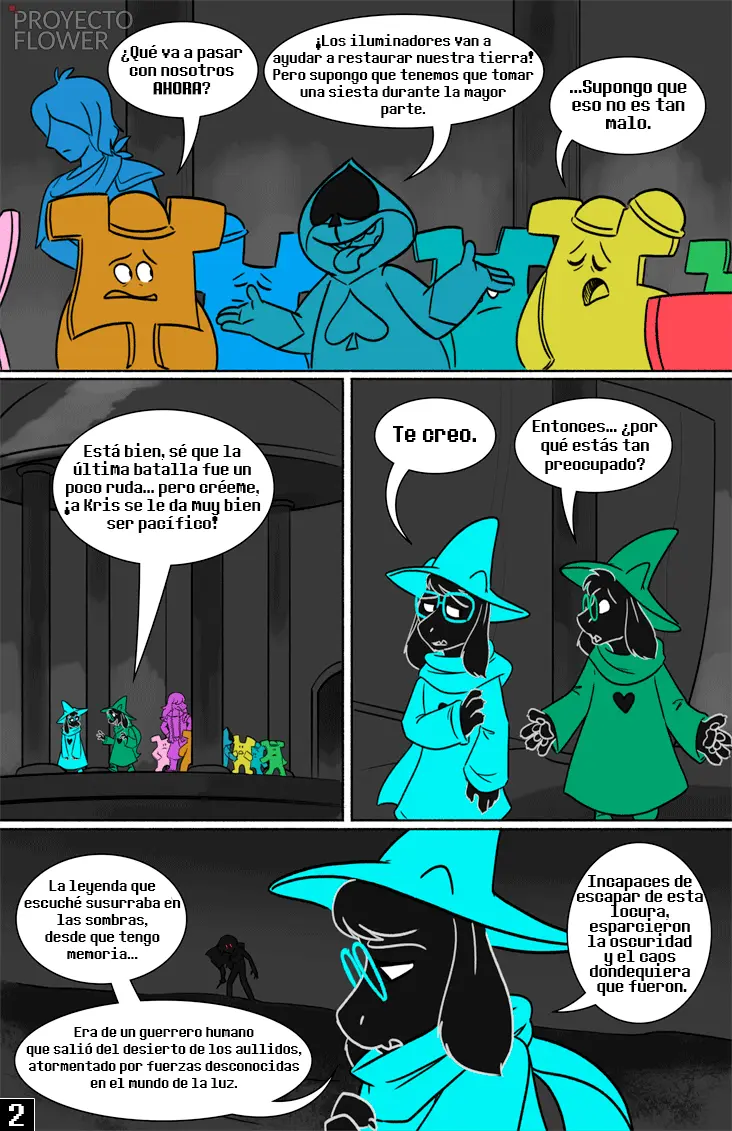 PROYECTO
FLOWER
¿Qué va a pasar
con nosotros
AHORA?
¡Los iluminadores van a
ayudar a restaurar nuestra tierra!
Pero supongo que tenemos que tomar
una siesta durante la mayor
parte.
...Supongo que
eso no es tan
malo.
Está bien, sé que la
última batalla fue un
poco ruda... pero créeme,
¡a Kris se le da muy bien
ser pacífico!
Te creo.
Entonces... ¿por
qué estás tan
preocupado?
La leyenda que
escuché susurraba en
las sombras,
desde que tengo
memoria...
Era de un guerrero humano
que salió del desierto de los aullidos,
atormentado por fuerzas desconocidas
en el mundo de la luz.
Incapaces de
escapar de esta
locura,
esparcieron
la oscuridad
y el caos
dondequiera
que fueron.
2